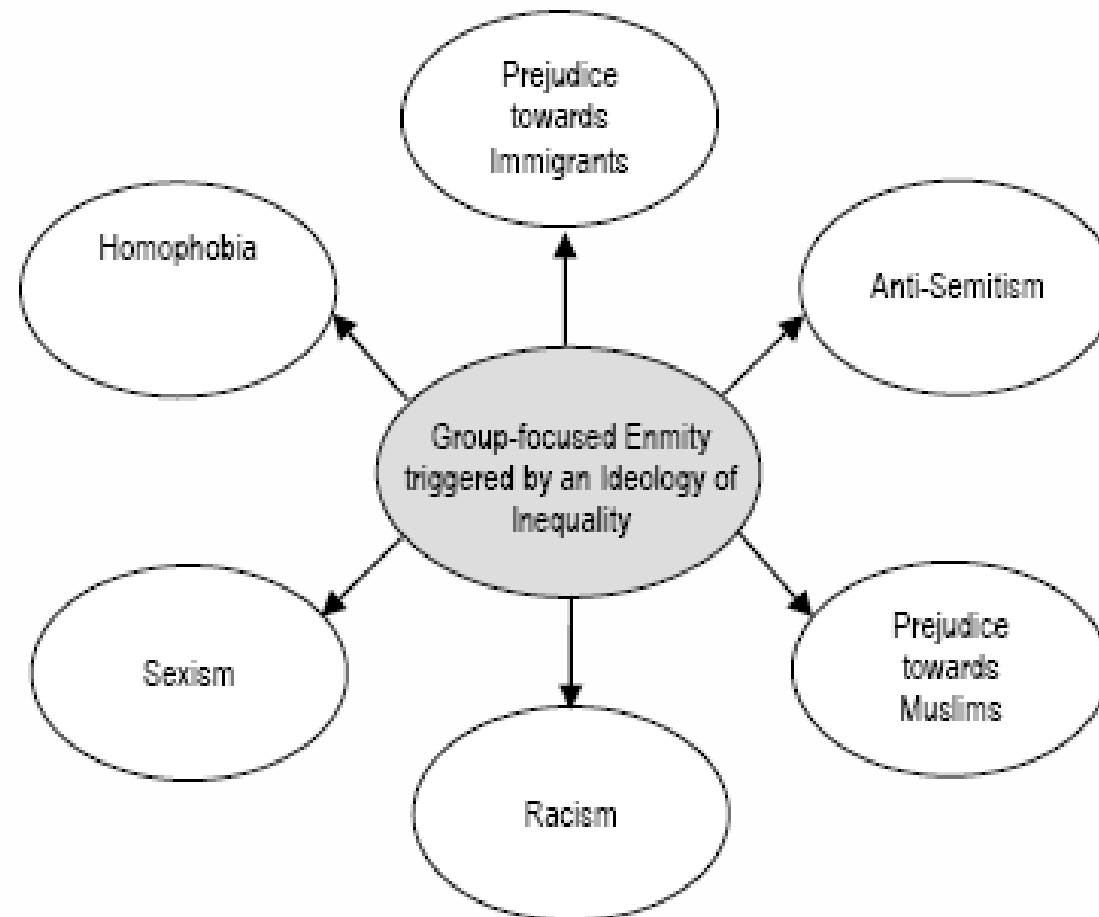 Prejudice
towards
Immigrants
Homophobia
Anti-Semitism
Group-focused Enmity
triggered by an Ideology of
Inequality
Sexism
Prejudice
towards
Muslims
Racism